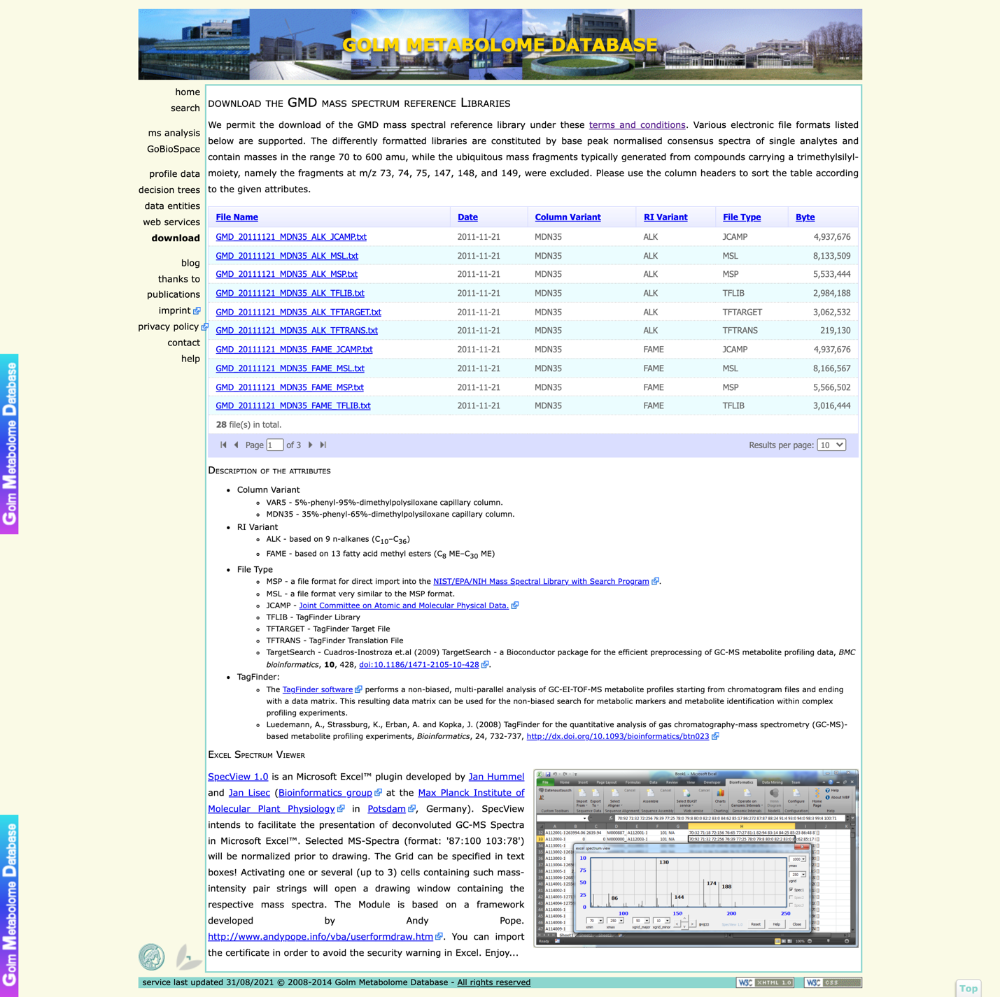 GOLM METABOLOME DATABASE
home
search
ms analysis
GoBioSpace
profile data
decision trees
data entities
web services
download
blog
thanks to
publications
imprint
privacy policy
contact
help
Golm Metabolome Database
Golm Metabolome Database
DOWNLOAD THE GMD MASS SPECTRUM REFERENCE LIBRARIES
We permit the download of the GMD mass spectral reference library under these terms and conditions. Various electronic file formats listed
below are supported. The differently formatted libraries are constituted by base peak normalised consensus spectra of single analytes and
contain masses in the range 70 to 600 amu, while the ubiquitous mass fragments typically generated from compounds carrying a trimethylsilyl-
moiety, namely the fragments at m/z 73, 74, 75, 147, 148, and 149, were excluded. Please use the column headers to sort the table according
to the given attributes.
File Name Date Column Variant RI Variant File Type Byte
GMD_20111121_MDN35_ALK_JCAMP.txt 2011-11-21 MDN35 ALK JCAMP 4,937,676
GMD_20111121_MDN35_ALK_MSL.txt 2011-11-21 MDN35 ALK MSL 8,133,509
GMD_20111121_MDN35_ALK_MSP.txt 2011-11-21 MDN35 ALK MSP 5,533,444
GMD_20111121_MDN35_ALK_TFLIB.txt 2011-11-21 MDN35 ALK TFLIB 2,984,188
GMD_20111121_MDN35_ALK_TFTARGET.txt 2011-11-21 MDN35 ALK TFTARGET 3,062,532
GMD_20111121_MDN35_ALK_TFTRANS.txt 2011-11-21 MDN35 ALK TFTRANS 219,130
GMD_20111121_MDN35_FAME_JCAMP.txt 2011-11-21 MDN35 FAME JCAMP 4,937,676
GMD_20111121_MDN35_FAME_MSL.txt 2011-11-21 MDN35 FAME MSL 8,166,567
GMD_20111121_MDN35_FAME_MSP.txt 2011-11-21 MDN35 FAME MSP 5,566,502
GMD_20111121_MDN35_FAME_TFLIB.txt 2011-11-21 MDN35 FAME TFLIB 3,016,444
28 file(s) in total.
Page 1 of 3 Results per page: 10
DESCRIPTION OF THE ATTRIBUTES
Column Variant
VAR5 - 5%-phenyl-95%-dimethylpolysiloxane capillary column.
MDN35 - 35%-phenyl-65%-dimethylpolysiloxane capillary column.
RI Variant
ALK - based on 9 n-alkanes (C10–C36)
FAME - based on 13 fatty acid methyl esters (C8 ME–C30 ME)
File Type
MSP - a file format for direct import into the NIST/EPA/NIH Mass Spectral Library with Search Program.
MSL - a file format very similar to the MSP format.
JCAMP - Joint Committee on Atomic and Molecular Physical Data.
TFLIB - TagFinder Library
TFTARGET - TagFinder Target File
TFTRANS - TagFinder Translation File
TargetSearch - Cuadros-Inostroza et.al (2009) TargetSearch - a Bioconductor package for the efficient preprocessing of GC-MS metabolite profiling data, BMC
bioinformatics, 10, 428, doi:10.1186/1471-2105-10-428.
TagFinder:
The TagFinder software performs a non-biased, multi-parallel analysis of GC-EI-TOF-MS metabolite profiles starting from chromatogram files and ending
with a data matrix. This resulting data matrix can be used for the non-biased search for metabolic markers and metabolite identification within complex
profiling experiments.
Luedemann, A., Strassburg, K., Erban, A. and Kopka, J. (2008) TagFinder for the quantitative analysis of gas chromatography-mass spectrometry (GC-MS)-
based metabolite profiling experiments, Bioinformatics, 24, 732-737, http://dx.doi.org/10.1093/bioinformatics/btn023
EXCEL SPECTRUM VIEWER
SpecView 1.0 is an Microsoft Excel™ plugin developed by Jan Hummel
and Jan Lisec (Bioinformatics group at the Max Planck Institute of
Molecular Plant Physiology in Potsdam, Germany). SpecView
intends to facilitate the presentation of deconvoluted GC-MS Spectra
in Microsoft Excel™. Selected MS-Spectra (format: '87:100 103:78')
will be normalized prior to drawing. The Grid can be specified in text
boxes! Activating one or several (up to 3) cells containing such mass-
intensity pair strings will open a drawing window containing the
respective mass spectra. The Module is based on a framework
developed by Andy Pope.
http://www.andypope.info/vba/userformdraw.htm. You can import
the certificate in order to avoid the security warning in Excel. Enjoy...
Book1 - Microsoft Excel
File Home Insert Page Layout Formulas Data Review View Developer Bioinformatics Data Mining Team
excel spectrum view
130
174
188
144
86
75
50
25
0
100 150 200 250
Reset Help Close
Ready
service last updated 31/08/2021 © 2008-2014 Golm Metabolome Database - All rights reserved
W3C XHTML 1.0
W3C CSS
Top